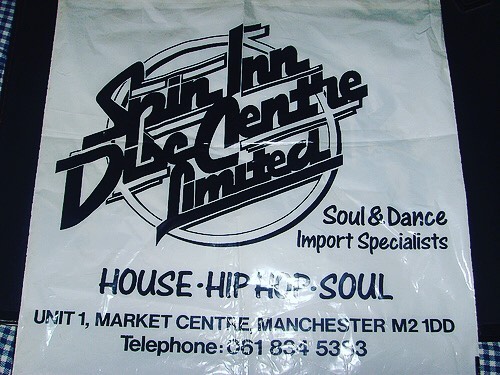 Spin Inn
Disc Centre
Limited
Soul & Dance
Import Specialists
HOUSE · HIP HOP · SOUL
UNIT 1, MARKET CENTRE, MANCHESTER M2 1DD
Telephone: 061 834 5383